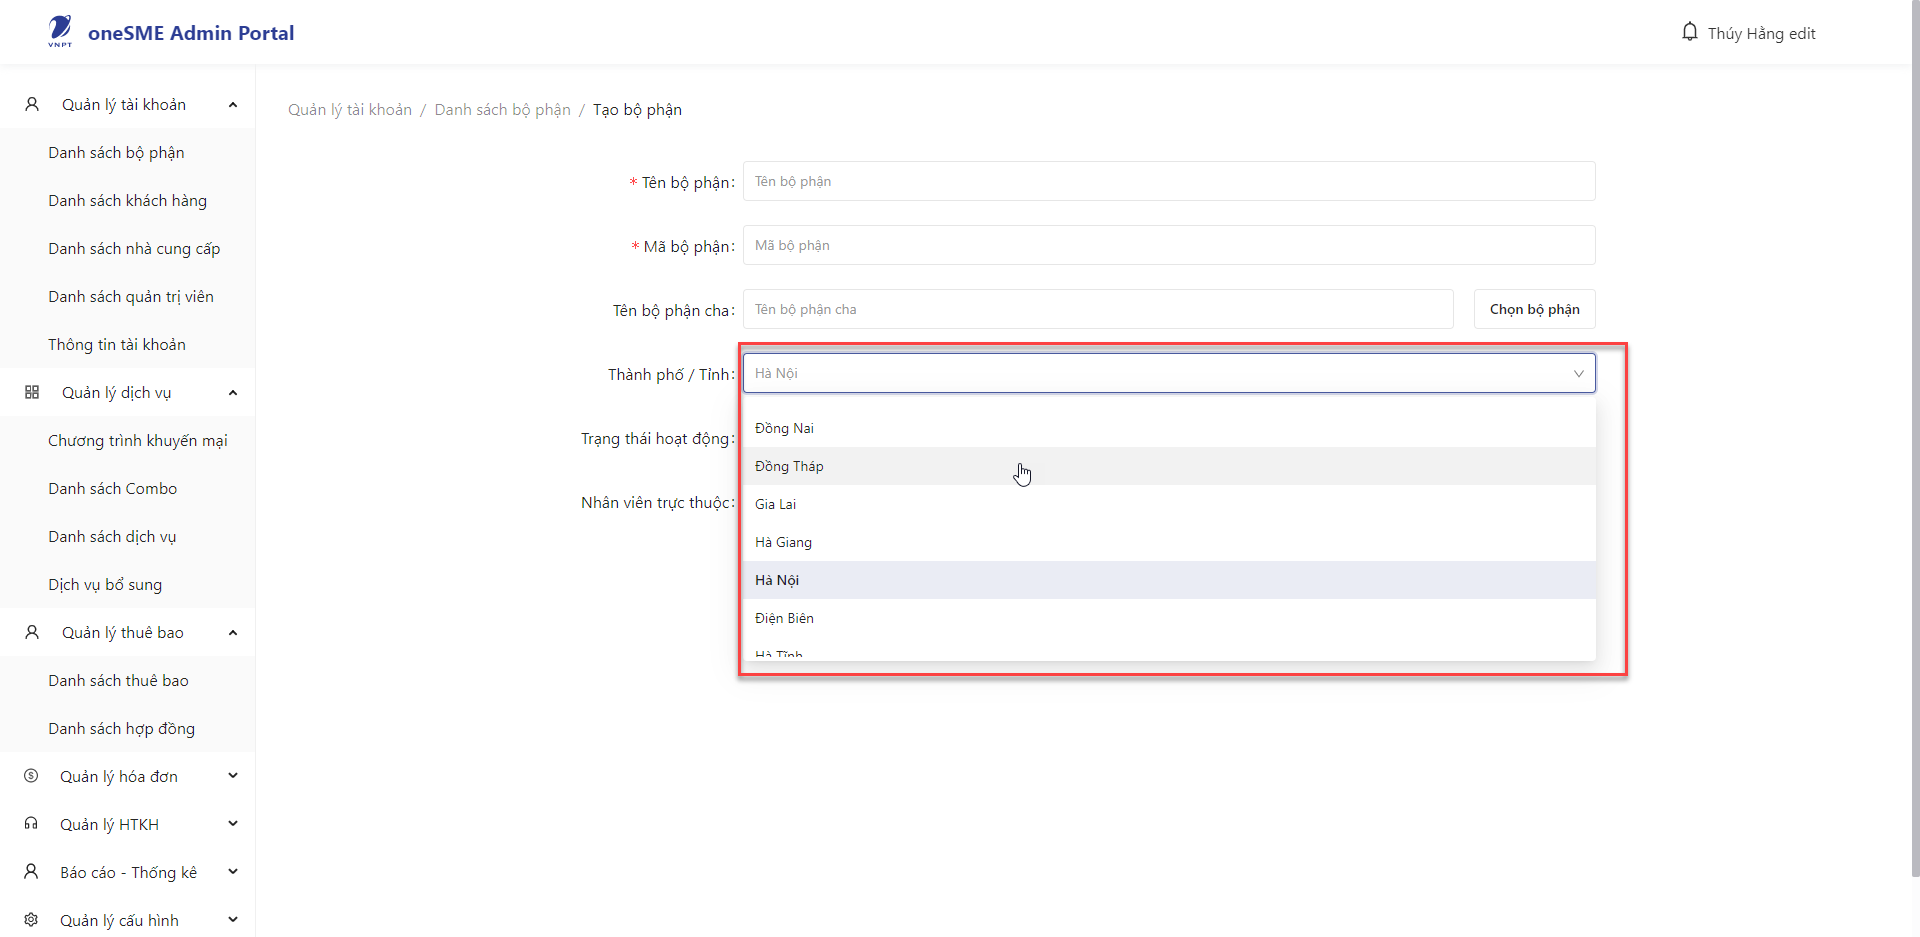 VNPT
oneSME Admin Portal
Thúy Hằng edit
Quản lý tài khoản
Danh sách bộ phận
Danh sách khách hàng
Danh sách nhà cung cấp
Danh sách quản trị viên
Thông tin tài khoản
Quản lý dịch vụ
Chương trình khuyến mại
Danh sách Combo
Danh sách dịch vụ
Dịch vụ bổ sung
Quản lý thuê bao
Danh sách thuê bao
Danh sách hợp đồng
Quản lý hóa đơn
Quản lý HTKH
Báo cáo - Thống kê
Quản lý cấu hình
Quản lý tài khoản / Danh sách bộ phận / Tạo bộ phận
* Tên bộ phận: Tên bộ phận
* Mã bộ phận: Mã bộ phận
Tên bộ phận cha: Tên bộ phận cha Chọn bộ phận
Thành phố / Tỉnh: Hà Nội
Trạng thái hoạt động:
Nhân viên trực thuộc:
Đồng Nai
Đồng Tháp
Gia Lai
Hà Giang
Hà Nội
Điện Biên
Hà Tĩnh